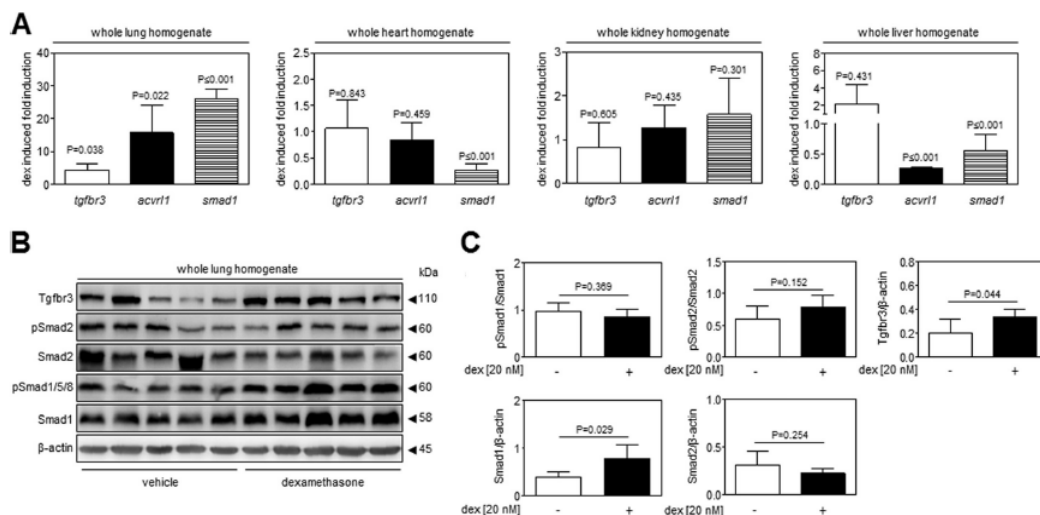 A
whole lung homogenate
dex induced fold induction
40
30
20
10
0
P=0.038
P=0.022
P≤0.001
tgfbr3 acvrl1 smad1
whole heart homogenate
dex induced fold induction
2.5
2.0
1.5
1.0
0.5
0.0
P=0.843
P=0.459
P≤0.001
tgfbr3 acvrl1 smad1
whole kidney homogenate
dex induced fold induction
3
2
1
0
P=0.605
P=0.435
P=0.301
tgfbr3 acvrl1 smad1
whole liver homogenate
dex induced fold induction
8
6
4
2
1.0
0.5
0.0
P=0.431
P≤0.001
P≤0.001
tgfbr3 acvrl1 smad1
B
whole lung homogenate
kDa
Tgfbr3 110
pSmad2 60
Smad2 60
pSmad1/5/8 60
Smad1 58
β-actin 45
vehicle dexamethasone
C
pSmad1/Smad1
2
1
0
P=0.369
dex [20 nM] - +
pSmad2/Smad2
1.5
1.0
0.5
0.0
P=0.152
dex [20 nM] - +
Tgfbr3/β-actin
0.8
0.6
0.4
0.2
0.0
P=0.044
dex [20 nM] - +
Smad1/β-actin
2
1
0
P=0.029
dex [20 nM] - +
Smad2/β-actin
1.0
0.5
0.0
P=0.254
dex [20 nM] - +